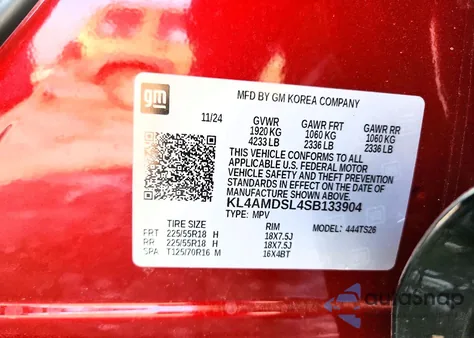 gm
MFD BY GM KOREA COMPANY
11/24 GVWR GAWR FRT GAWR RR
1920 KG 1060 KG 1060 KG
4233 LB 2336 LB 2336 LB
THIS VEHICLE CONFORMS TO ALL
APPLICABLE U.S. FEDERAL MOTOR
VEHICLE SAFETY AND THEFT PREVENTION
STANDARDS IN EFFECT ON THE DATE OF
MANUFACTURE SHOWN ABOVE.
KL4AMDSL4SB133904
TYPE: MPV MODEL: 444TS26
TIRE SIZE RIM
FRT 225/55R18 H 18X7.5J
RR 225/55R18 H 18X7.5J
SPA T125/70R16 M 16X4BT
autosnap